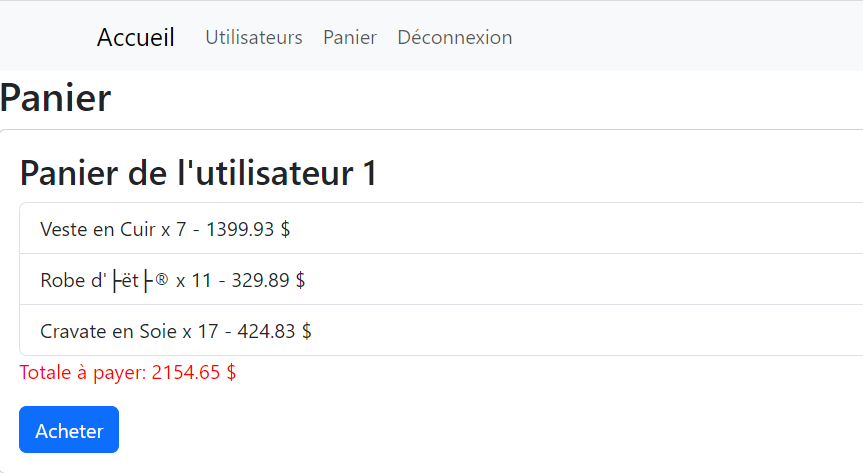 Accueil Utilisateurs Panier Déconnexion
Panier
Panier de l'utilisateur 1
Veste en Cuir x 7 - 1399.93 $
Robe d'├ët├® x 11 - 329.89 $
Cravate en Soie x 17 - 424.83 $
Totale à payer: 2154.65 $
Acheter